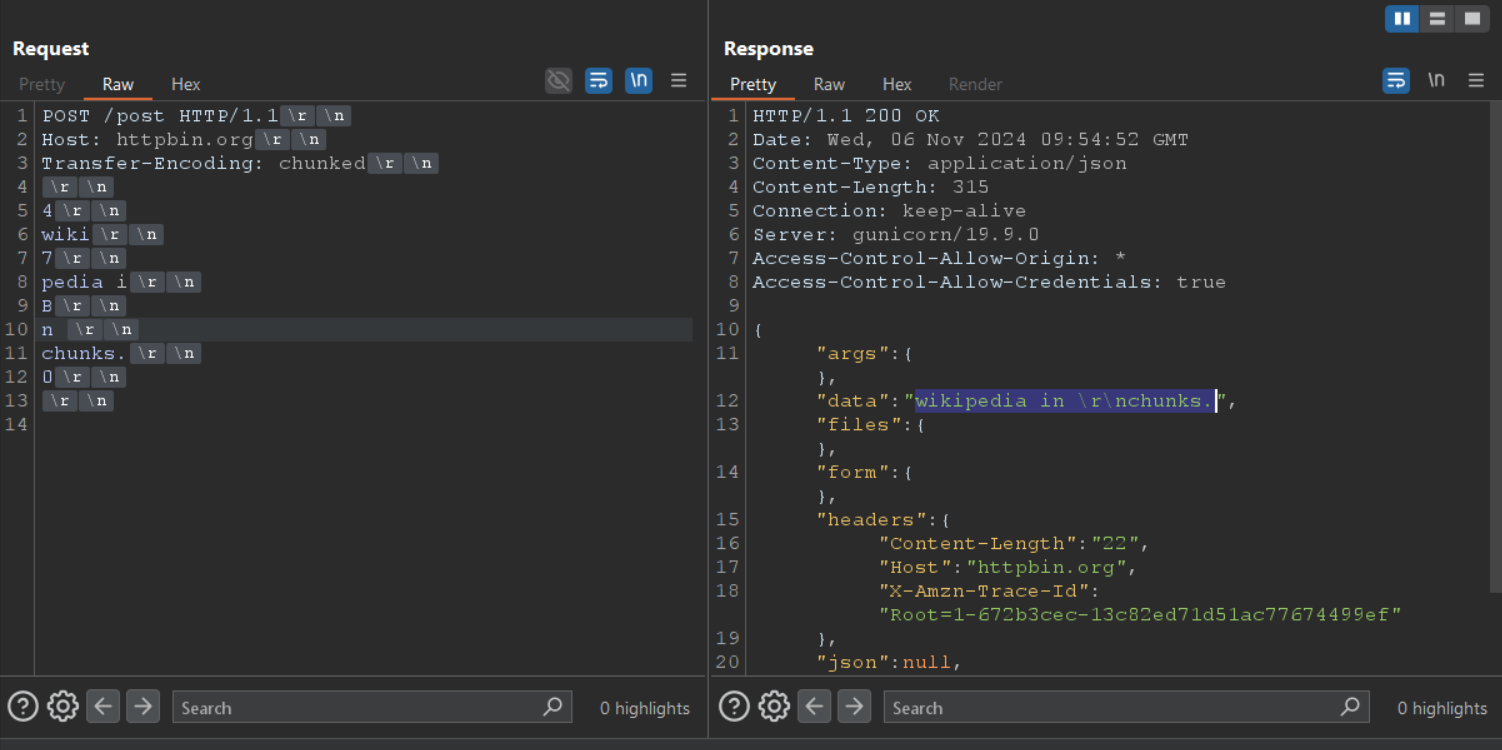 Request
Pretty Raw Hex \n
1 POST /post HTTP/1.1 \r \n
2 Host: httpbin.org \r \n
3 Transfer-Encoding: chunked \r \n
4 \r \n
5 4 \r \n
6 wiki \r \n
7 7 \r \n
8 pedia i \r \n
9 B \r \n
10 n  \r \n
11 chunks. \r \n
12 0 \r \n
13 \r \n
14
Search 0 highlights
Response
Pretty Raw Hex Render \n
1 HTTP/1.1 200 OK
2 Date: Wed, 06 Nov 2024 09:54:52 GMT
3 Content-Type: application/json
4 Content-Length: 315
5 Connection: keep-alive
6 Server: gunicorn/19.9.0
7 Access-Control-Allow-Origin: *
8 Access-Control-Allow-Credentials: true
9
10 {
11 "args":{
},
12 "data":"wikipedia in \r\nchunks.",
13 "files":{
},
14 "form":{
},
15 "headers":{
16 "Content-Length":"22",
17 "Host":"httpbin.org",
18 "X-Amzn-Trace-Id":
"Root=1-672b3cec-13c82ed71d51ac77674499ef"
19 },
20 "json":null,
Search 0 highlights